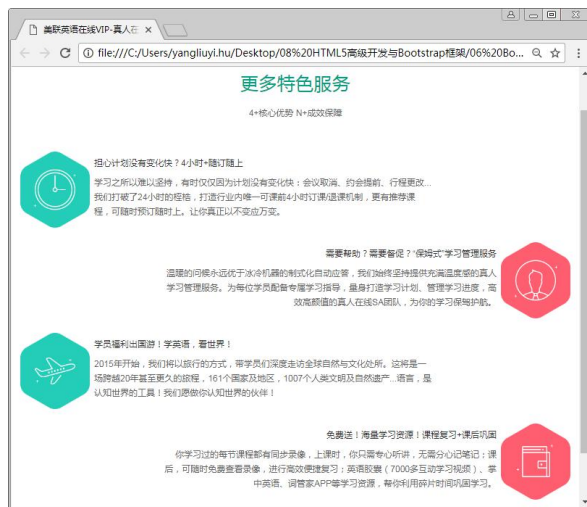 美联英语在线VIP-真人在
file:///C:/Users/yangliuyi.hu/Desktop/08%20HTML5高级开发与Bootstrap框架/06%20Bo...
更多特色服务
4+核心优势 N+成效保障
担心计划没有变化快？4小时+随订随上
学习之所以难以坚持，有时仅仅因为计划没有变化快：会议取消、约会提前、行程更改...
我们打破了24小时的桎梏，打造行业内唯一可课前4小时订课/退课机制，更有推荐课
程，可随时预订随时上。让你真正以不变应万变。
需要帮助？需要督促？“保姆式”学习管理服务
温暖的问候永远优于冰冷机器的制式化自动应答，我们始终坚持提供充满温度感的真人
学习管理服务。为每位学员配备专属学习指导，量身打造学习计划、管理学习进度，高
效高颜值的真人在线SA团队，为你的学习保驾护航。
学员福利出国游！学英语，看世界！
2015年开始，我们将以旅行的方式，带学员们深度走访全球自然与文化处所。这将是一
场跨越20年甚至更久的旅程，161个国家及地区，1007个人类文明及自然遗产...语言，是
认知世界的工具！我们愿做你认知世界的伙伴！
免费送！海量学习资源！课程复习+课后巩固
你学习过的每节课程都有同步录像，上课时，你只需专心听讲，无需分心记笔记；课
后，可随时免费查看录像，进行高效便捷复习；英语胶囊（7000多互动学习视频）、掌
中英语、词管家APP等学习资源，帮你利用碎片时间巩固学习。